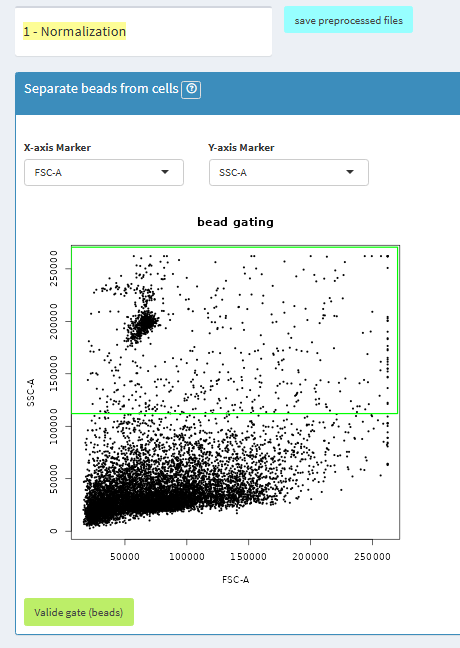 save preprocessed files
1 - Normalization
Separate beads from cells
X-axis Marker
Y-axis Marker
FSC-A
SSC-A
bead gating
250000
200000
150000
100000
50000
0
SSC-A
50000
100000
150000
200000
250000
FSC-A
Valide gate (beads)